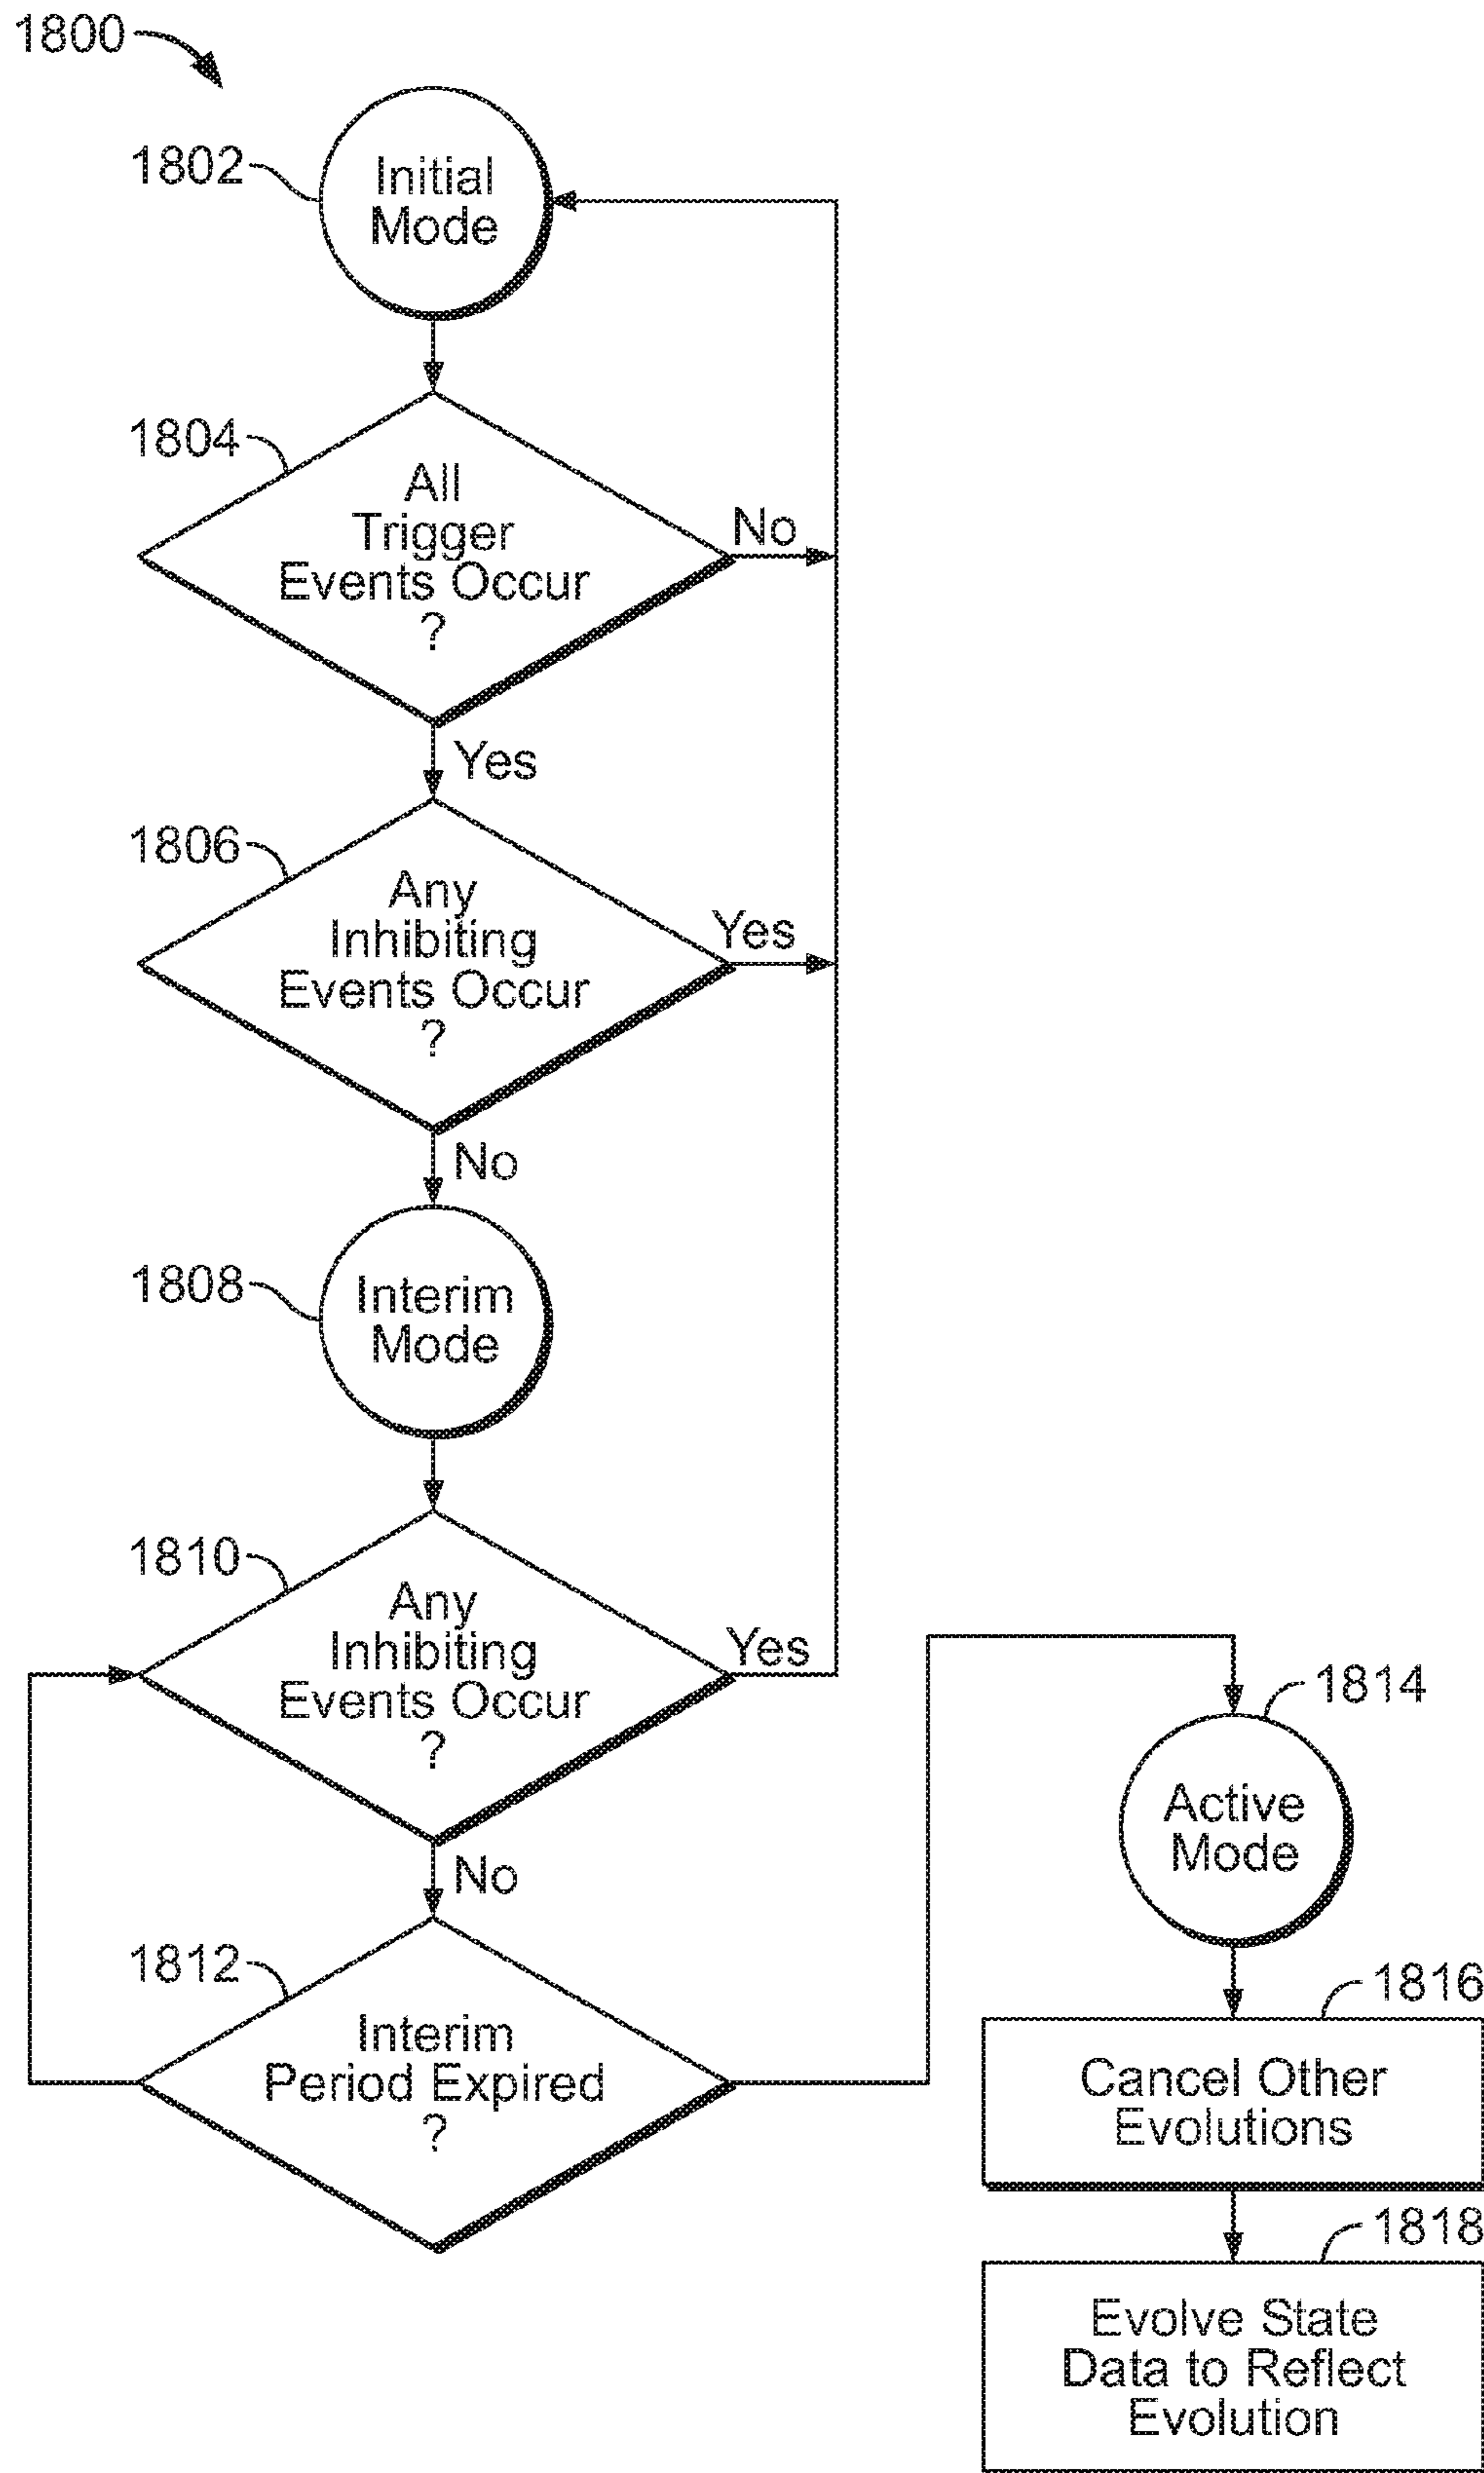 1800
1802
Initial
Mode
1804
All
Trigger
Events Occur
?
No
Yes
1806
Any
Inhibiting
Events Occur
?
Yes
No
1808
Interim
Mode
1810
Any
Inhibiting
Events Occur
?
Yes
No
1812
Interim
Period Expired
?
1814
Active
Mode
1816
Cancel Other
Evolutions
1818
Evolve State
Data to Reflect
Evolution